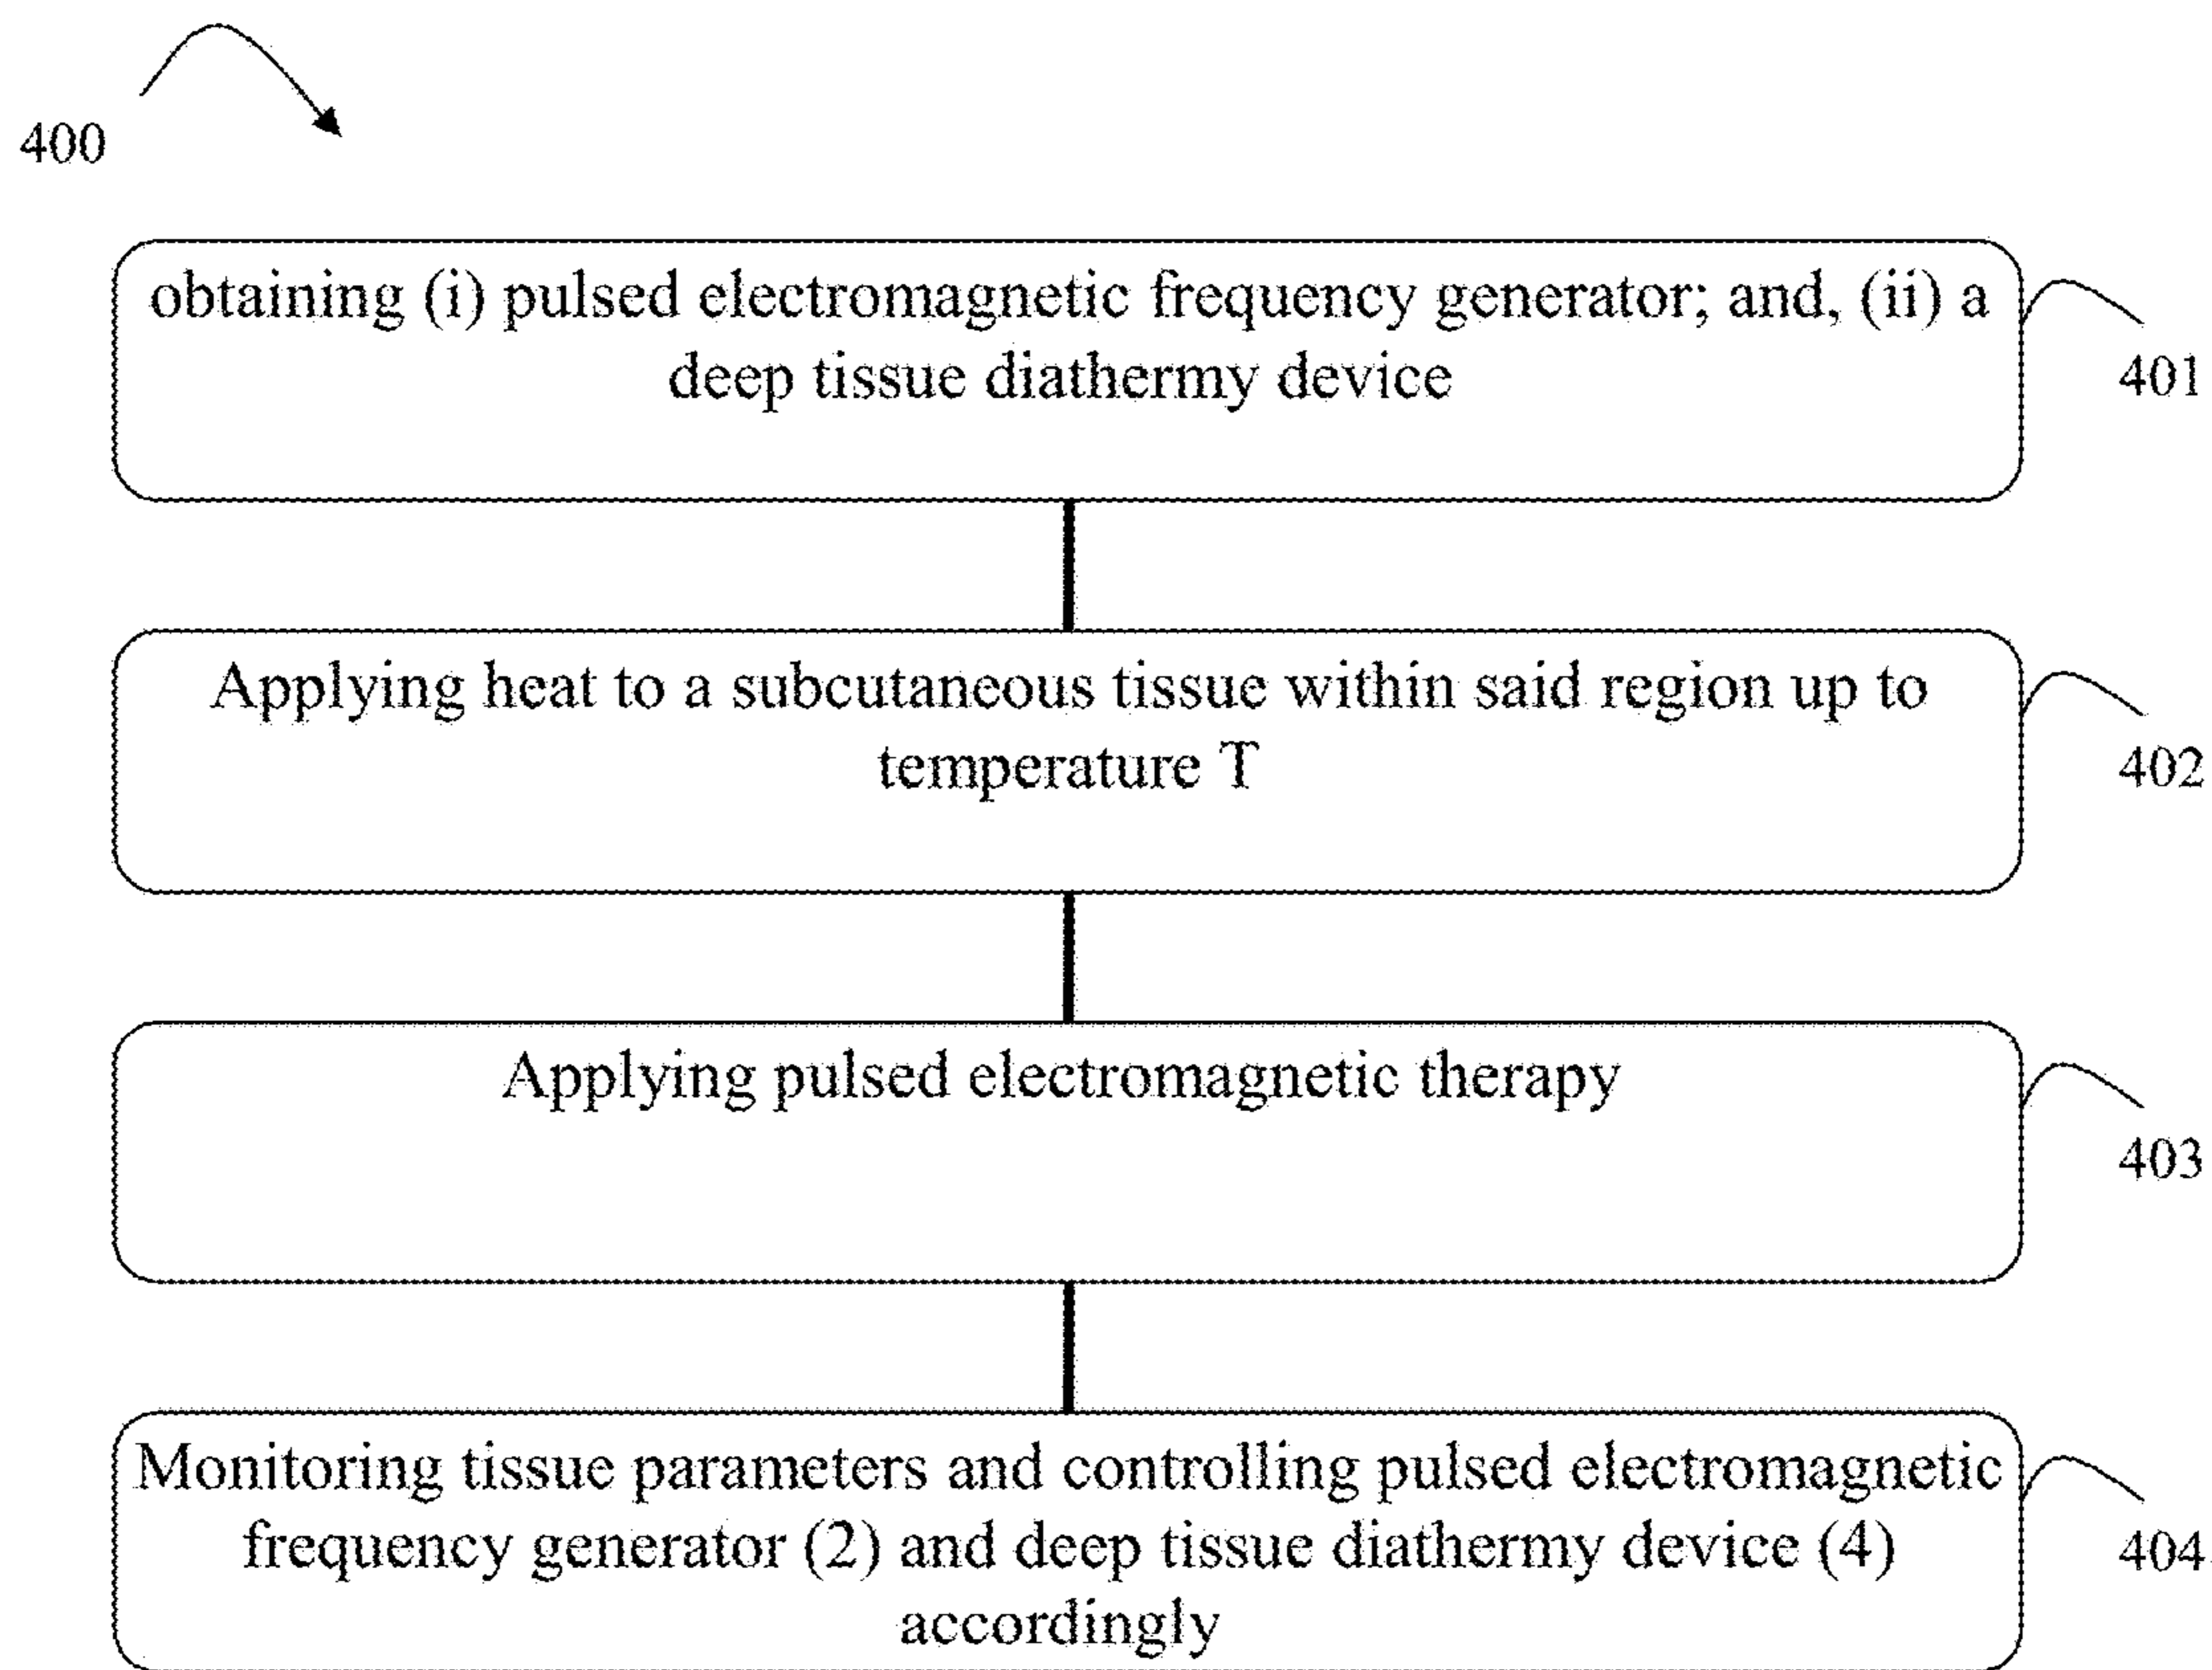 400
obtaining (i) pulsed electromagnetic frequency generator; and, (ii) a
deep tissue diathermy device
401
Applying heat to a subcutaneous tissue within said region up to
temperature T
402
Applying pulsed electromagnetic therapy
403
Monitoring tissue parameters and controlling pulsed electromagnetic
frequency generator (2) and deep tissue diathermy device (4)
accordingly
404